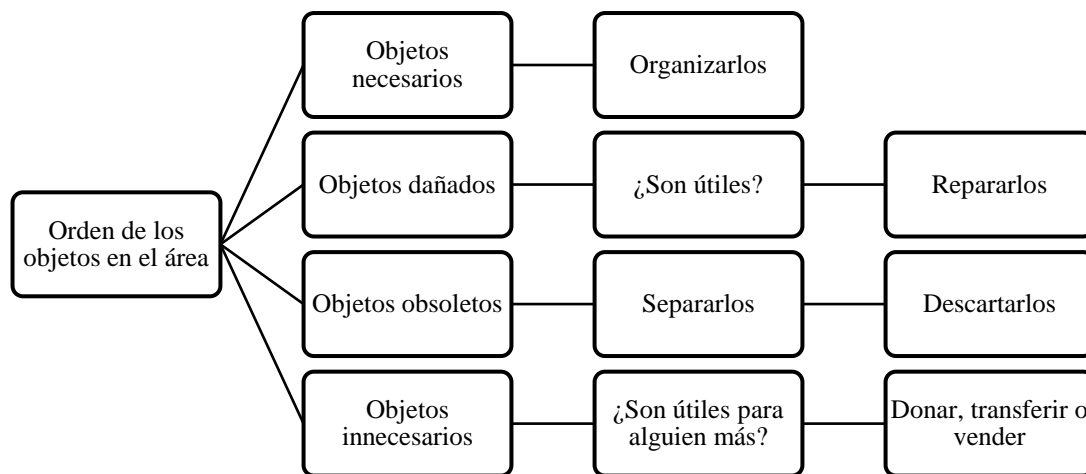 Orden de los
objetos en el área
Objetos
necesarios
Organizarlos
Objetos dañados
¿Son útiles?
Repararlos
Objetos obsoletos
Separarlos
Descartarlos
Objetos
innecesarios
¿Son útiles para
alguien más?
Donar, transferir o
vender